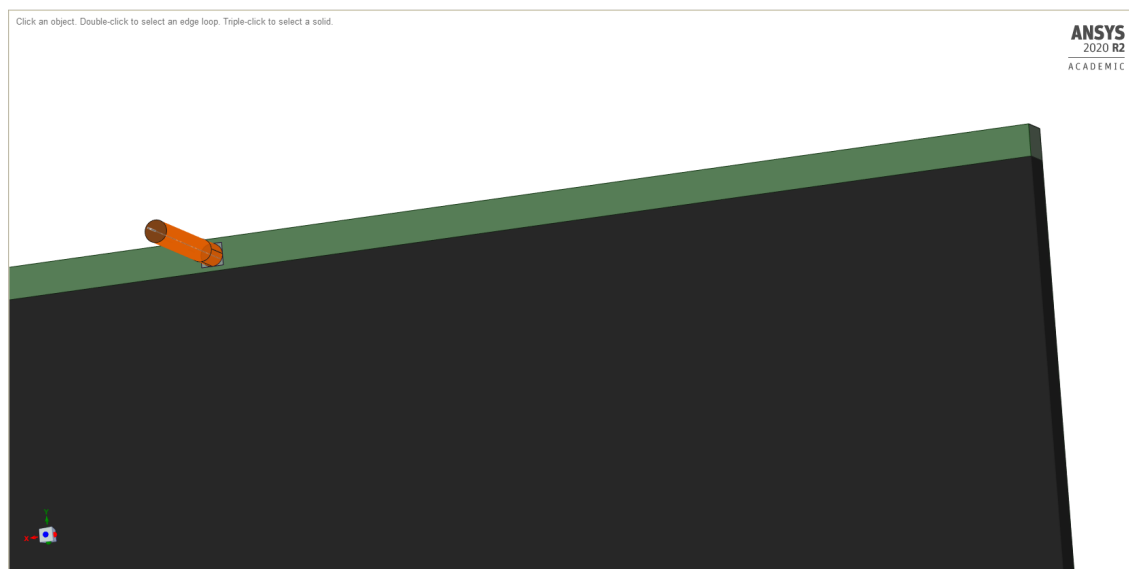 Click an object. Double-click to select an edge loop. Triple-click to select a solid.
ANSYS
2020 R2
ACADEMIC
Y
X